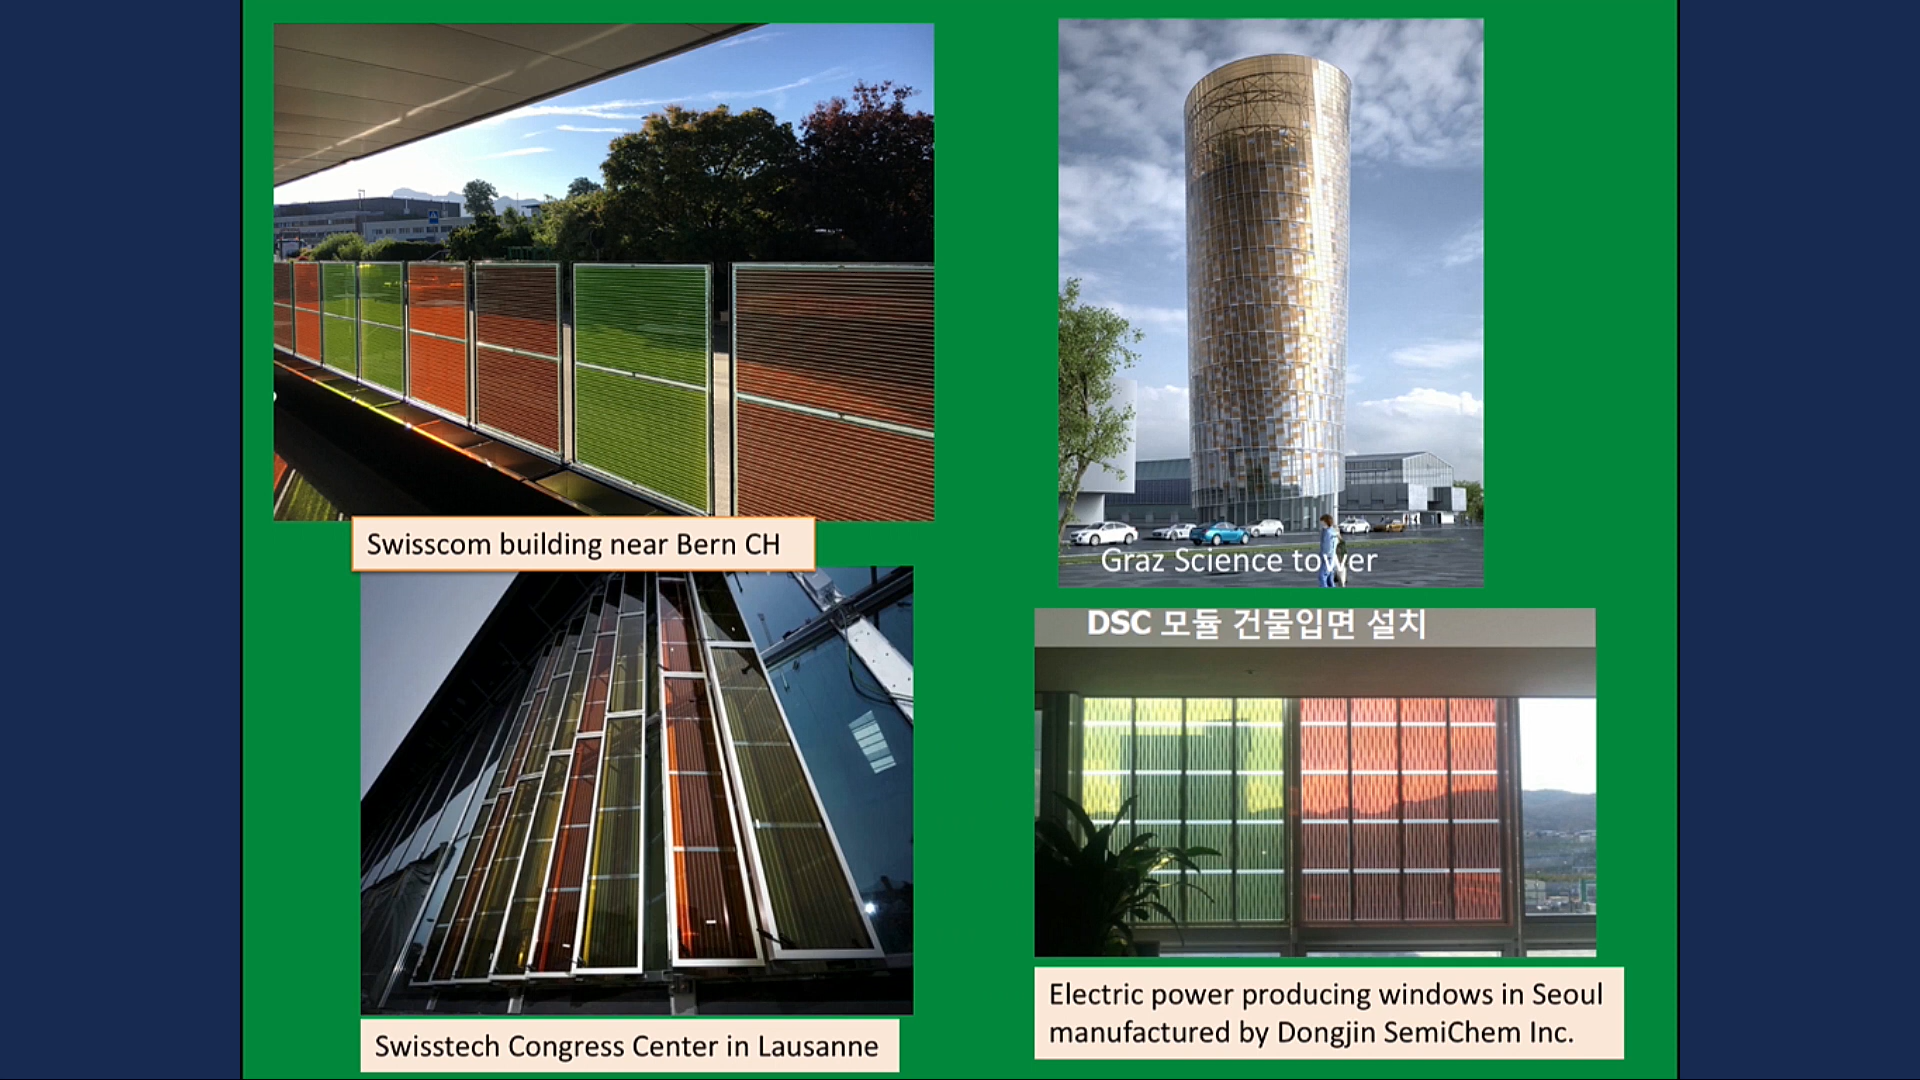 Swisscom building near Bern CH
Graz Science tower
DSC 모듈 건물입면 설치
Swisstech Congress Center in Lausanne
Electric power producing windows in Seoul
manufactured by Dongjin SemiChem Inc.